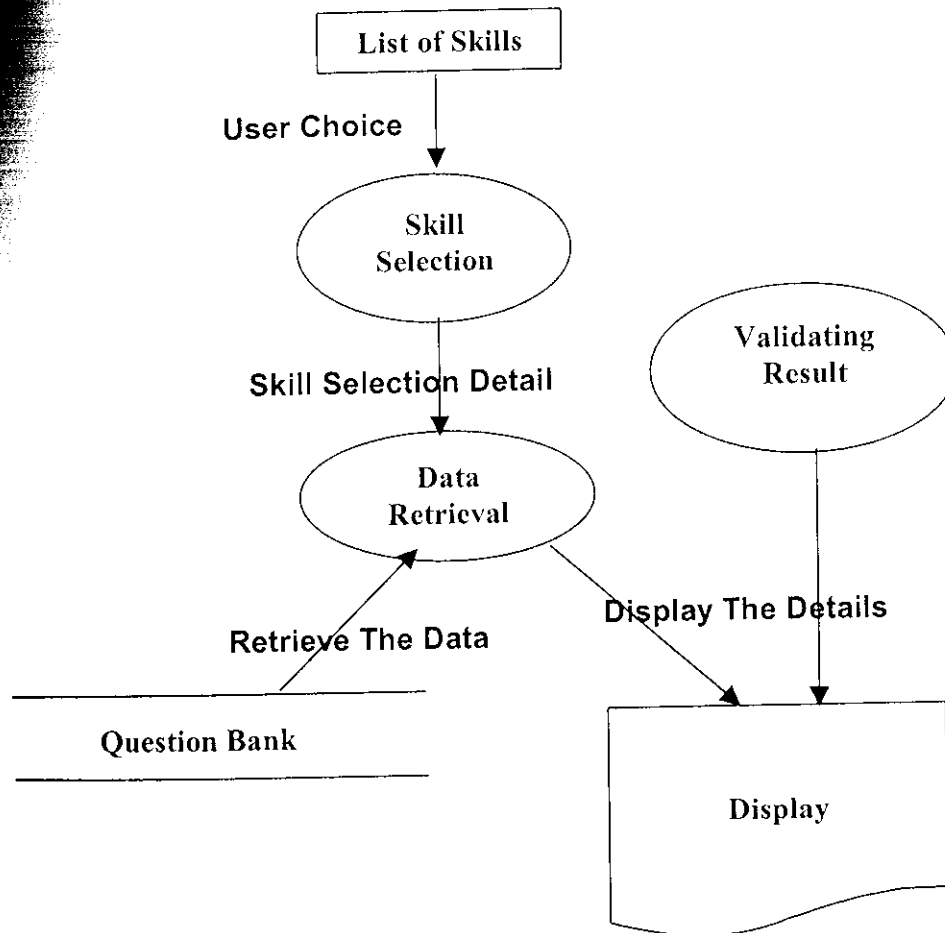 List of Skills
User Choice
Skill
Selection
Validating
Result
Skill Selection Detail
Data
Retrieval
Display The Details
Retrieve The Data
Question Bank
Display